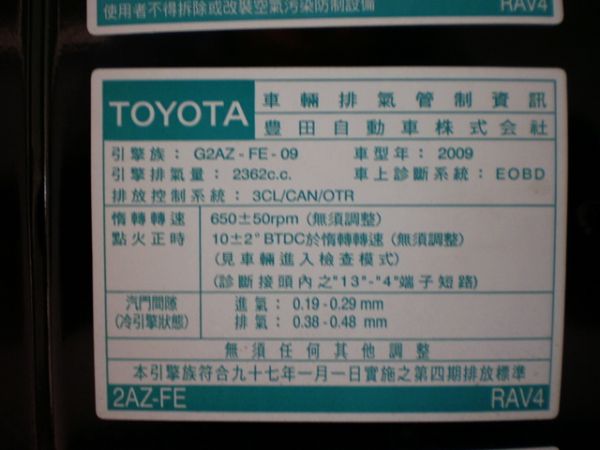 使用者不得拆除或改裝空氣污染防制設備
RAV4
TOYOTA
車輛排氣管制資訊
豊田自動車株式会社
引擎族：G2AZ-FE-09 車型年：2009
引擎排氣量：2362c.c. 車上診斷系統：EOBD
排放控制系統：3CL/CAN/OTR
惰轉轉速 650±50rpm (無須調整)
點火正時 10±2° BTDC於惰轉轉速 (無須調整)
(見車輛進入檢查模式)
(診斷接頭內之"13"-"4"端子短路)
汽門間隙 進氣：0.19-0.29 mm
(冷引擎狀態) 排氣：0.38-0.48 mm
無須任何其他調整
本引擎族符合九十七年一月一日實施之第四期排放標準
2AZ-FE RAV4